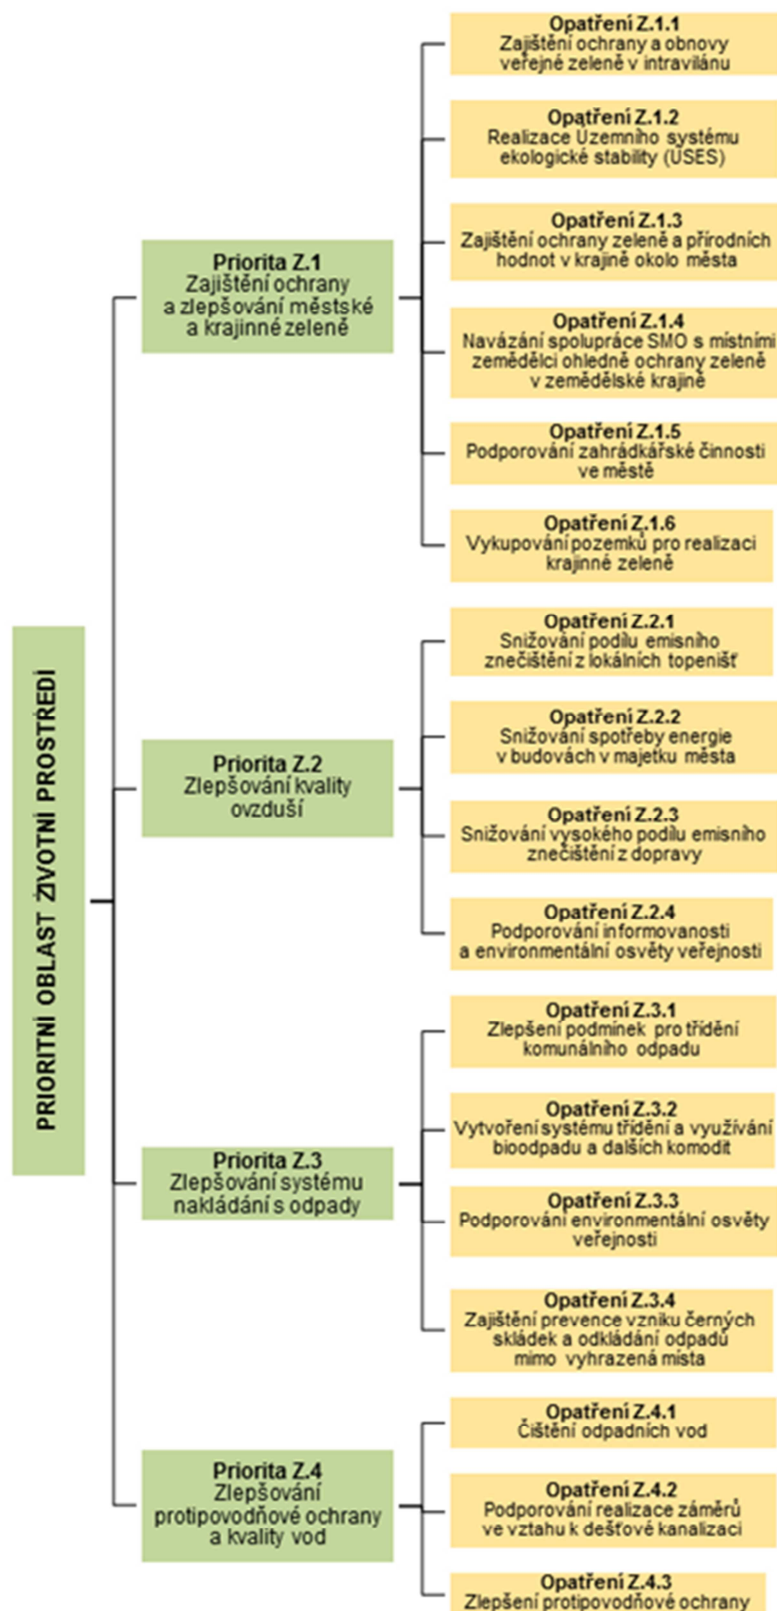 PRIORITNÍ OBLAST ŽIVOTNÍ PROSTŘEDÍ
Priorita Z.1
Zajištění ochrany
a zlepšování městské
a krajinné zeleně
Opatření Z.1.1
Zajištění ochrany a obnovy
veřejné zeleně v intravilánu
Opatření Z.1.2
Realizace Územního systému
ekologické stability (ÚSES)
Opatření Z.1.3
Zajištění ochrany zeleně a přírodních
hodnot v krajině okolo města
Opatření Z.1.4
Navázání spolupráce SMO s místními
zemědělci ohledně ochrany zeleně
v zemědělské krajině
Opatření Z.1.5
Podporování zahrádkářské činnosti
ve městě
Opatření Z.1.6
Vykupování pozemků pro realizaci
krajinné zeleně
Priorita Z.2
Zlepšování kvality
ovzduší
Opatření Z.2.1
Snižování podílu emisního
znečištění z lokálních topenišť
Opatření Z.2.2
Snižování spotřeby energie
v budovách v majetku města
Opatření Z.2.3
Snižování vysokého podílu emisního
znečištění z dopravy
Opatření Z.2.4
Podporování informovanosti
a environmentální osvěty veřejnosti
Priorita Z.3
Zlepšování systému
nakládání s odpady
Opatření Z.3.1
Zlepšení podmínek pro třídění
komunálního odpadu
Opatření Z.3.2
Vytvoření systému třídění a využívání
bioodpadu a dalších komodit
Opatření Z.3.3
Podporování environmentální osvěty
veřejnosti
Opatření Z.3.4
Zajištění prevence vzniku černých
skládek a odkládání odpadů
mimo vyhrazená místa
Priorita Z.4
Zlepšování
protipovodňové ochrany
a kvality vod
Opatření Z.4.1
Čištění odpadních vod
Opatření Z.4.2
Podporování realizace záměrů
ve vztahu k dešťové kanalizaci
Opatření Z.4.3
Zlepšení protipovodňové ochrany